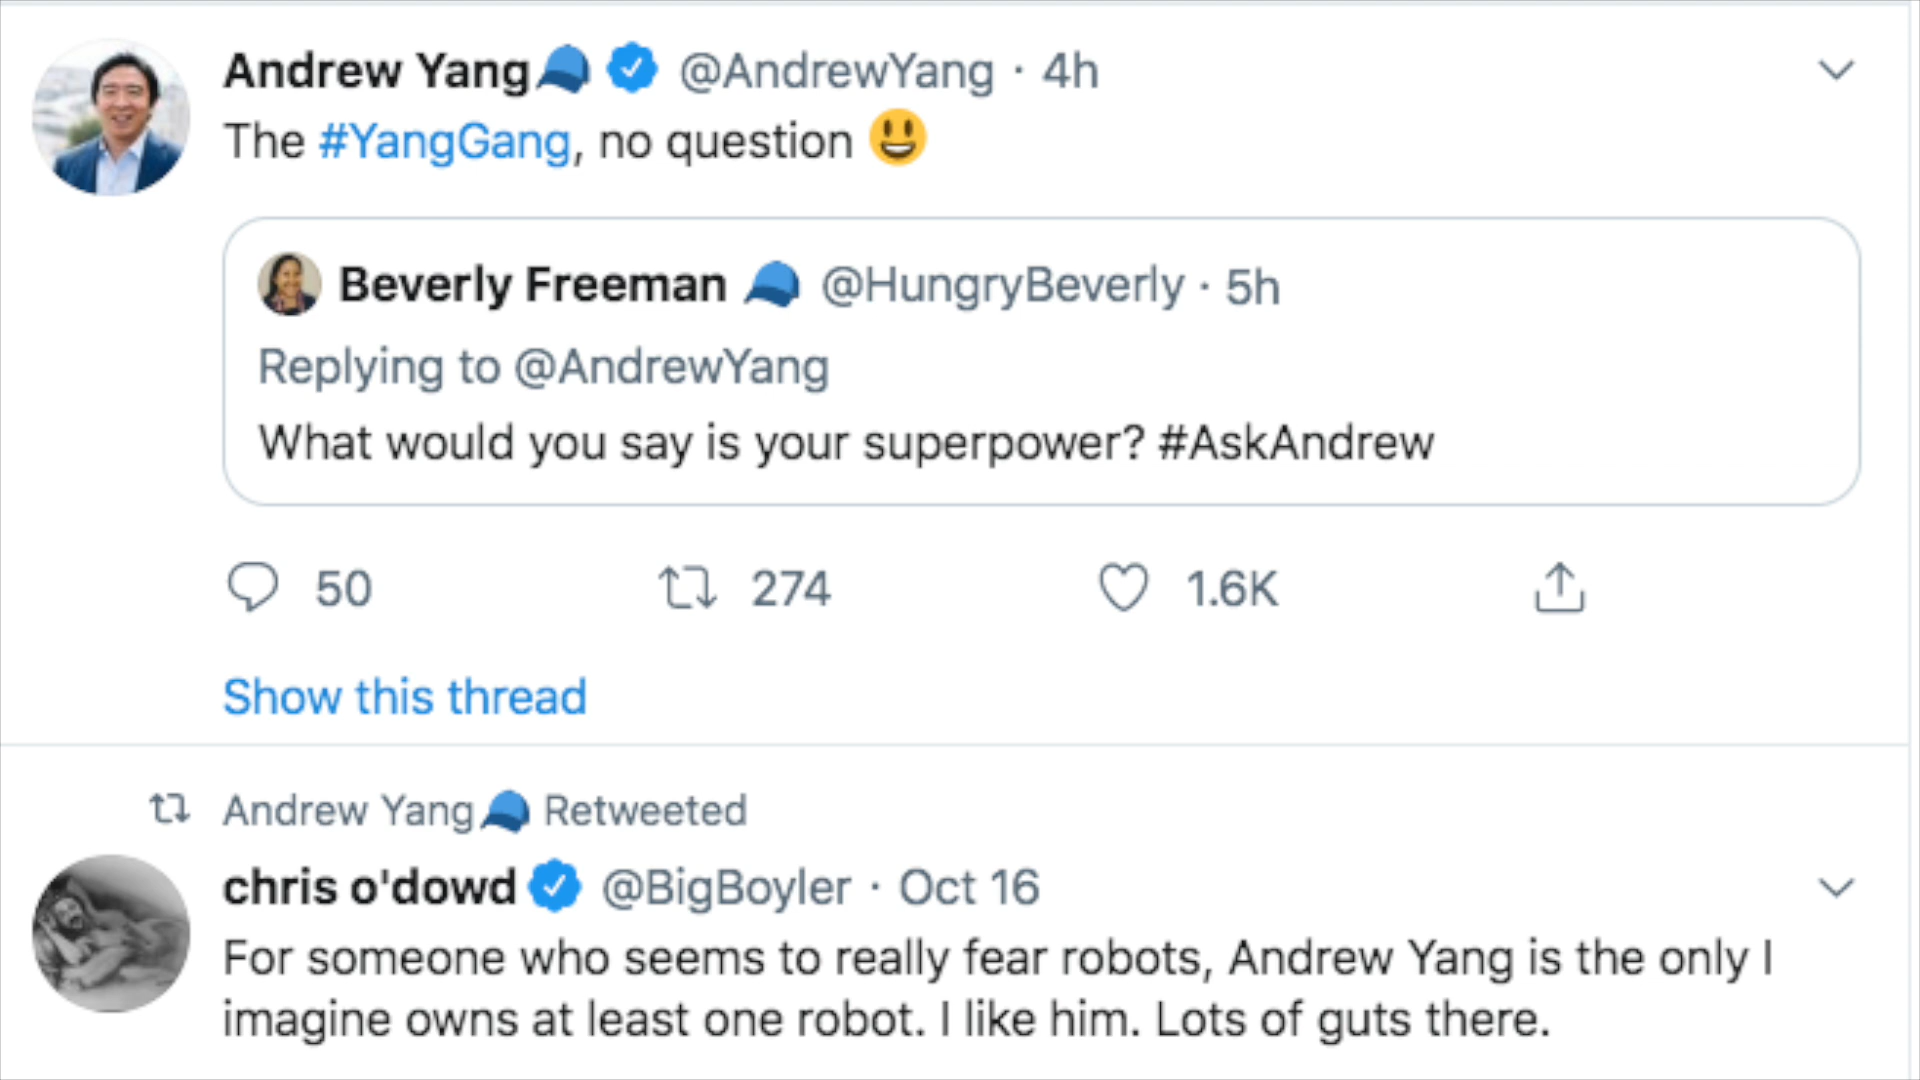 Andrew Yang🧢 @AndrewYang · 4h
The #YangGang, no question 😃
Beverly Freeman 🧢 @HungryBeverly · 5h
Replying to @AndrewYang
What would you say is your superpower? #AskAndrew
50 274 1.6K
Show this thread
Andrew Yang🧢 Retweeted
chris o'dowd @BigBoyler · Oct 16
For someone who seems to really fear robots, Andrew Yang is the only I
imagine owns at least one robot. I like him. Lots of guts there.